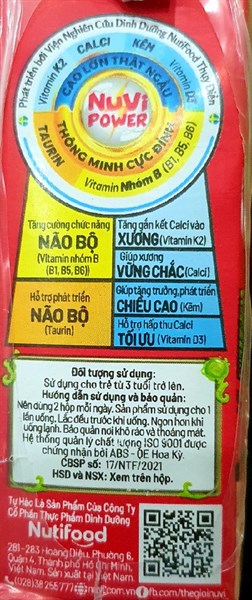 Phát triển bởi Viện Nghiên Cứu Dinh Dưỡng NutiFood Thụy Điển
Vitamin K2 CALCI KẼM Vitamin D3
CAO LỚN THẬT NGẦU
NuVi
POWER
THÔNG MINH CỰC ĐỈNH
TAURIN
Vitamin Nhóm B (B1, B5, B6)
Tăng cường chức năng
NÃO BỘ
(Vitamin nhóm B
(B1, B5, B6))
Hỗ trợ phát triển
NÃO BỘ
(Taurin)
Tăng gắn kết Calci vào
XƯƠNG (Vitamin K2)
Giúp xương
VỮNG CHẮC (Calci)
Giúp tăng trưởng, phát triển
CHIỀU CAO (Kẽm)
Hỗ trợ hấp thu Calci
TỐI ƯU (Vitamin D3)
Đối tượng sử dụng:
Sử dụng cho trẻ từ 3 tuổi trở lên.
Hướng dẫn sử dụng và bảo quản:
Nên dùng 2 hộp mỗi ngày. Sản phẩm sử dụng cho 1
lần uống. Lắc đều trước khi uống. Ngon hơn khi
uống lạnh. Bảo quản nơi khô ráo và thoáng mát.
Hệ thống quản lý chất lượng ISO 9001 được
chứng nhận bởi ABS - QE Hoa Kỳ.
CBSP số: 17/NTF/2021
HSD và NSX: Xem trên hộp.
Tự Hào Là Sản Phẩm Của Công Ty
Cổ Phần Thực Phẩm Dinh Dưỡng
Nutifood
281-283 Hoàng Diệu, Phường 6,
Quận 4, Thành phố Hồ Chí Minh,
Việt Nam. Sản xuất tại Việt Nam
(028)38 255 777